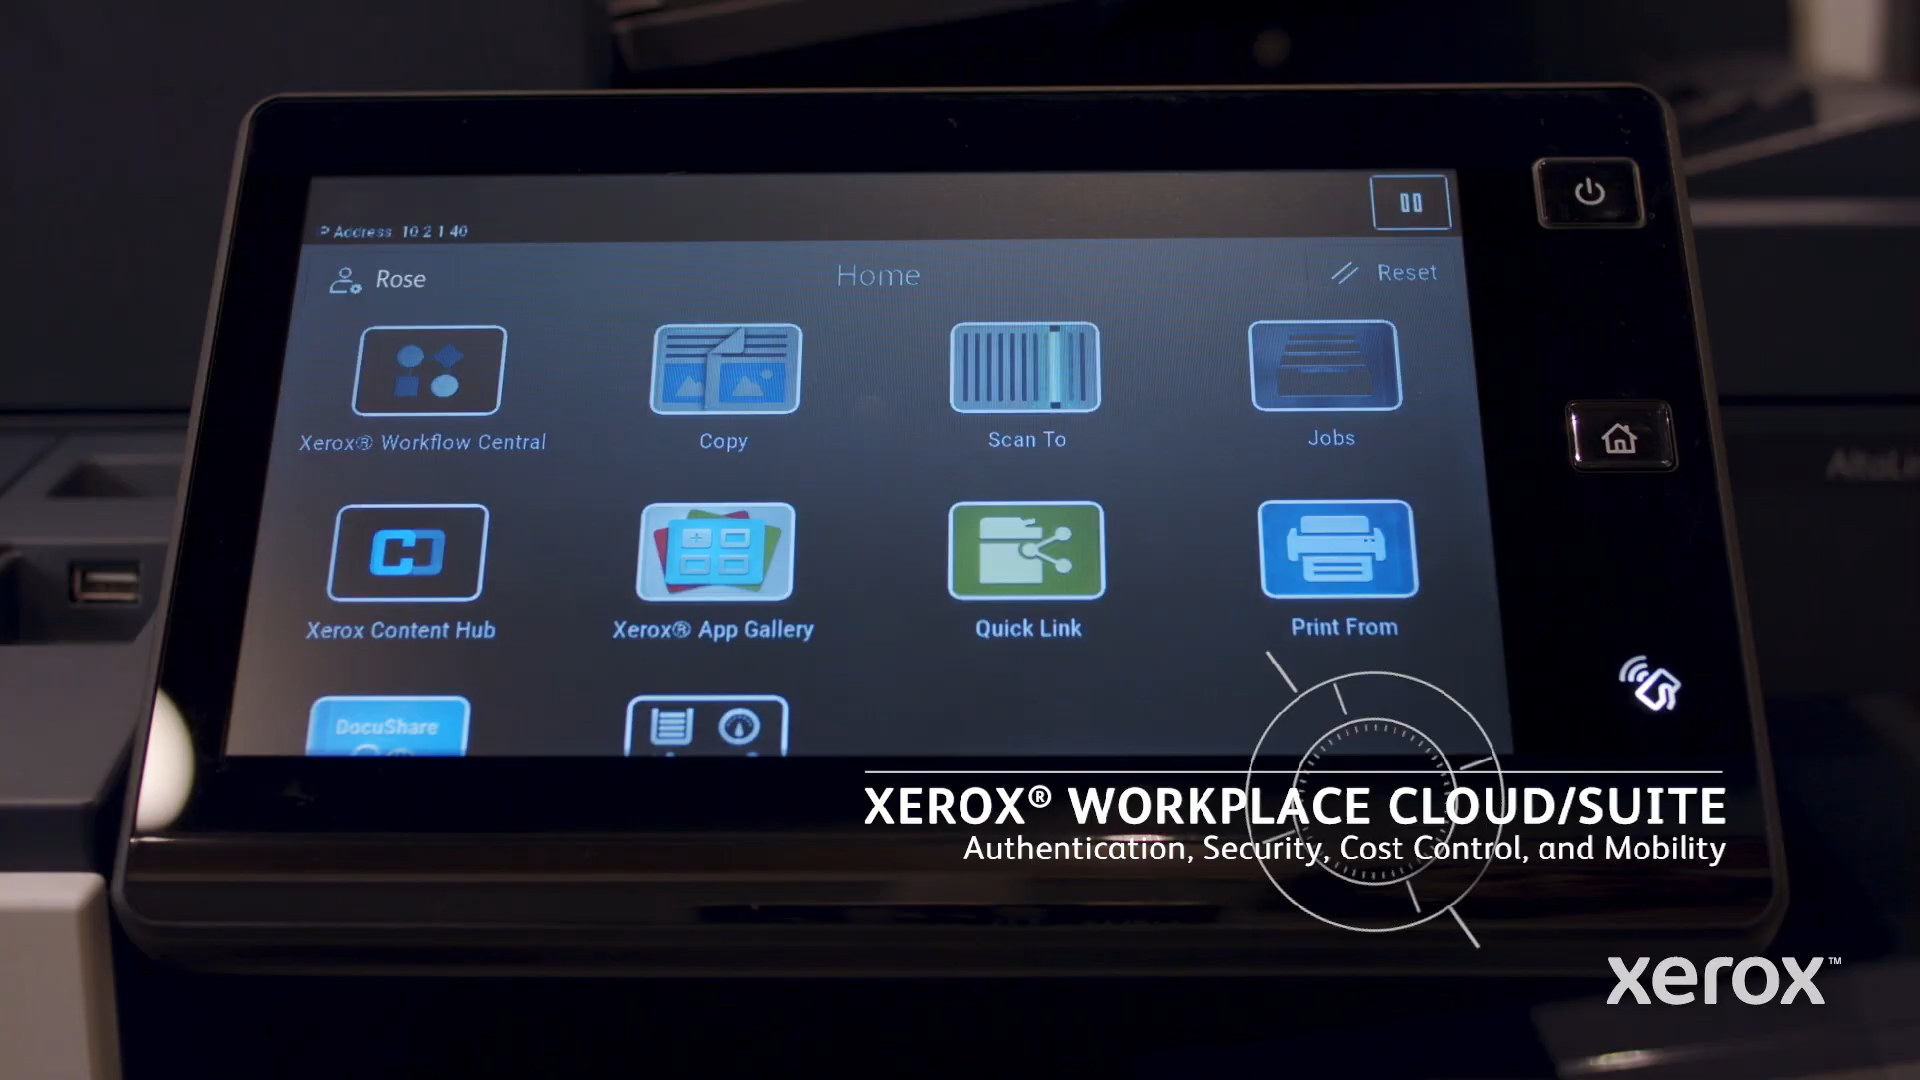 P Address 10 2 1 40
Rose
Home
Reset
Xerox® Workflow Central
Copy
Scan To
Jobs
Xerox Content Hub
Xerox® App Gallery
Quick Link
Print From
DocuShare
XEROX® WORKPLACE CLOUD/SUITE
Authentication, Security, Cost Control, and Mobility
xerox™